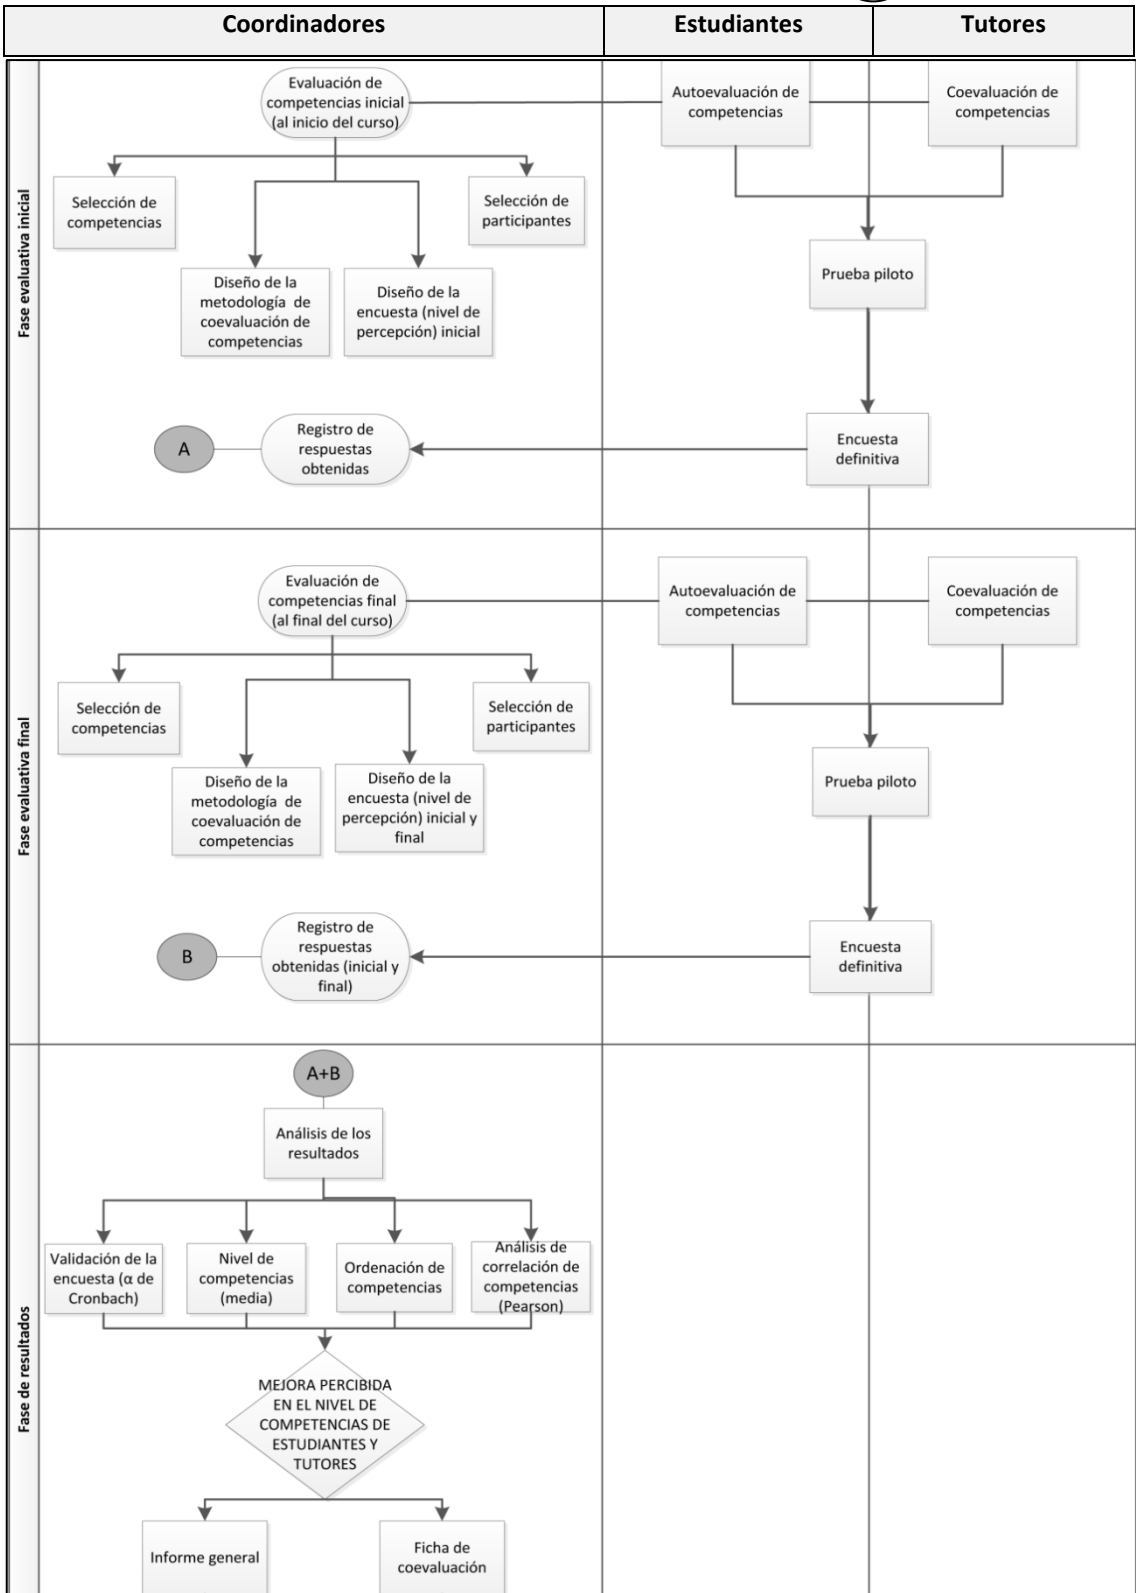 Coordinadores
Estudiantes
Tutores
Fase evaluativa inicial
Evaluación de
competencias inicial
(al inicio del curso)
Autoevaluación de
competencias
Coevaluación de
competencias
Selección de
competencias
Selección de
participantes
Diseño de la
metodología de
coevaluación de
competencias
Diseño de la
encuesta (nivel de
percepción) inicial
Prueba piloto
A
Registro de
respuestas
obtenidas
Encuesta
definitiva
Fase evaluativa final
Evaluación de
competencias final
(al final del curso)
Autoevaluación de
competencias
Coevaluación de
competencias
Selección de
competencias
Selección de
participantes
Diseño de la
metodología de
coevaluación de
competencias
Diseño de la
encuesta (nivel de
percepción) inicial y
final
Prueba piloto
B
Registro de
respuestas
obtenidas (inicial y
final)
Encuesta
definitiva
Fase de resultados
A+B
Análisis de los
resultados
Validación de la
encuesta (α de
Cronbach)
Nivel de
competencias
(media)
Ordenación de
competencias
Análisis de
correlación de
competencias
(Pearson)
MEJORA PERCIBIDA
EN EL NIVEL DE
COMPETENCIAS DE
ESTUDIANTES Y
TUTORES
Informe general
Ficha de
coevaluación